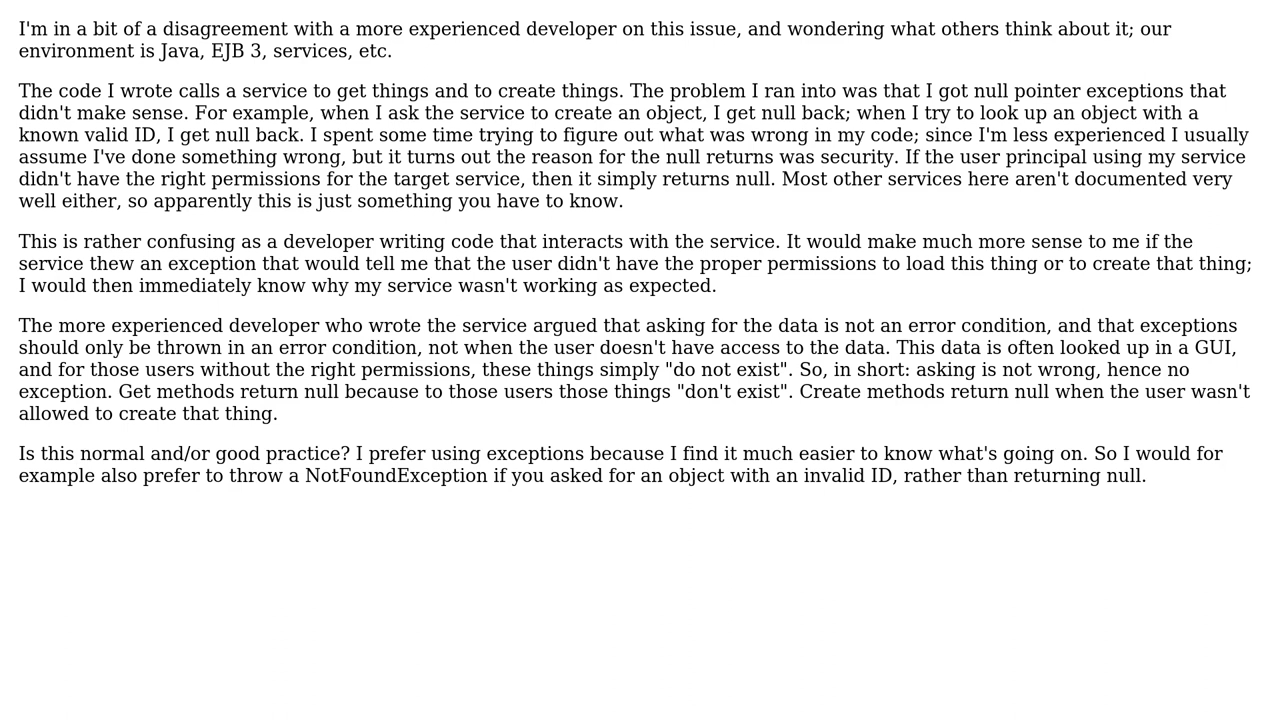 I'm in a bit of a disagreement with a more experienced developer on this issue, and wondering what others think about it; our
environment is Java, EJB 3, services, etc.
The code I wrote calls a service to get things and to create things. The problem I ran into was that I got null pointer exceptions that
didn't make sense. For example, when I ask the service to create an object, I get null back; when I try to look up an object with a
known valid ID, I get null back. I spent some time trying to figure out what was wrong in my code; since I'm less experienced I usually
assume I've done something wrong, but it turns out the reason for the null returns was security. If the user principal using my service
didn't have the right permissions for the target service, then it simply returns null. Most other services here aren't documented very
well either, so apparently this is just something you have to know.
This is rather confusing as a developer writing code that interacts with the service. It would make much more sense to me if the
service thew an exception that would tell me that the user didn't have the proper permissions to load this thing or to create that thing;
I would then immediately know why my service wasn't working as expected.
The more experienced developer who wrote the service argued that asking for the data is not an error condition, and that exceptions
should only be thrown in an error condition, not when the user doesn't have access to the data. This data is often looked up in a GUI,
and for those users without the right permissions, these things simply "do not exist". So, in short: asking is not wrong, hence no
exception. Get methods return null because to those users those things "don't exist". Create methods return null when the user wasn't
allowed to create that thing.
Is this normal and/or good practice? I prefer using exceptions because I find it much easier to know what's going on. So I would for
example also prefer to throw a NotFoundException if you asked for an object with an invalid ID, rather than returning null.